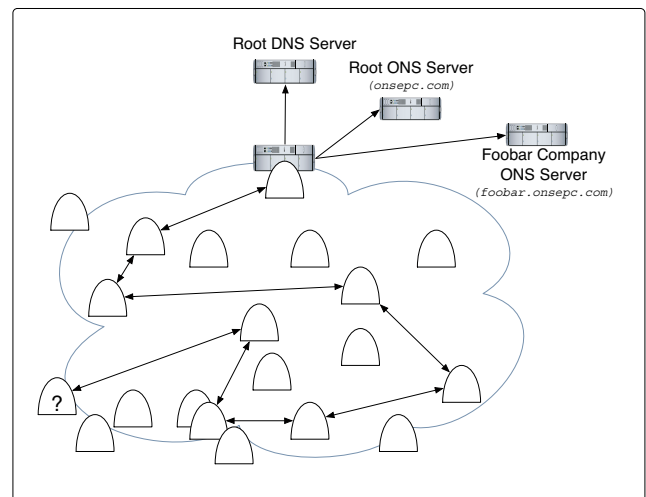 Root DNS Server
Root ONS Server
(onsepc.com)
Foobar Company
ONS Server
(foobar.onsepc.com)
?